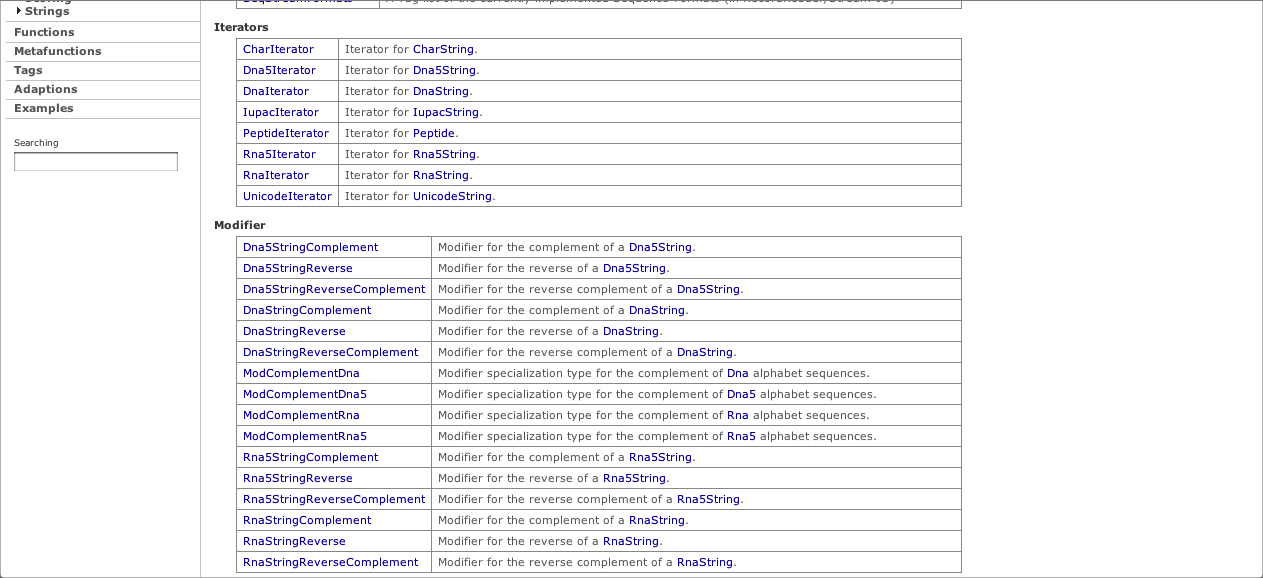 Strings
Functions
Metafunctions
Tags
Adaptions
Examples
Searching
Iterators
CharIterator Iterator for CharString.
Dna5Iterator Iterator for Dna5String.
DnaIterator Iterator for DnaString.
IupacIterator Iterator for IupacString.
PeptideIterator Iterator for Peptide.
Rna5Iterator Iterator for Rna5String.
RnaIterator Iterator for RnaString.
UnicodeIterator Iterator for UnicodeString.
Modifier
Dna5StringComplement Modifier for the complement of a Dna5String.
Dna5StringReverse Modifier for the reverse of a Dna5String.
Dna5StringReverseComplement Modifier for the reverse complement of a Dna5String.
DnaStringComplement Modifier for the complement of a DnaString.
DnaStringReverse Modifier for the reverse of a DnaString.
DnaStringReverseComplement Modifier for the reverse complement of a DnaString.
ModComplementDna Modifier specialization type for the complement of Dna alphabet sequences.
ModComplementDna5 Modifier specialization type for the complement of Dna5 alphabet sequences.
ModComplementRna Modifier specialization type for the complement of Rna alphabet sequences.
ModComplementRna5 Modifier specialization type for the complement of Rna5 alphabet sequences.
Rna5StringComplement Modifier for the complement of a Rna5String.
Rna5StringReverse Modifier for the reverse of a Rna5String.
Rna5StringReverseComplement Modifier for the reverse complement of a Rna5String.
RnaStringComplement Modifier for the complement of a RnaString.
RnaStringReverse Modifier for the reverse of a RnaString.
RnaStringReverseComplement Modifier for the reverse complement of a RnaString.